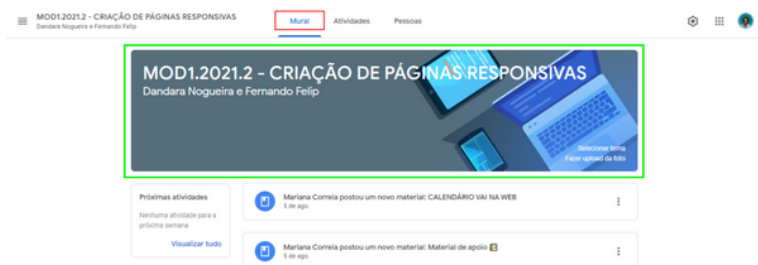 MOD1.2021.2 - CRIAÇÃO DE PÁGINAS RESPONSIVAS
Dandara Nogueira e Fernando Felip
Mural
Atividades
Pessoas
MOD1.2021.2 - CRIAÇÃO DE PÁGINAS RESPONSIVAS
Dandara Nogueira e Fernando Felip
Selecionar tema
Fazer upload da foto
Próximas atividades
Nenhuma atividade para a
próxima semana
Visualizar tudo
Mariana Correia postou um novo material: CALENDÁRIO VAI NA WEB
5 de ago.
Mariana Correia postou um novo material: Material de apoio
5 de ago.